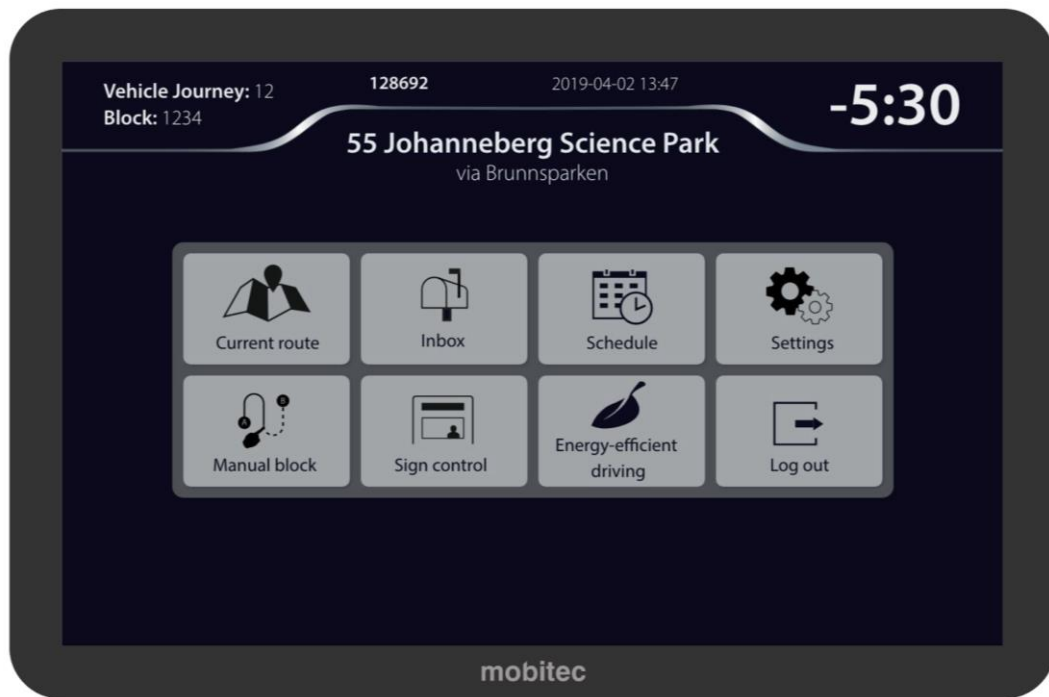 Vehicle Journey: 12
Block: 1234
128692
2019-04-02 13:47
-5:30
55 Johanneberg Science Park
via Brunnsparken
Current route
Inbox
Schedule
Settings
A
B
Manual block
Sign control
Energy-efficient
driving
Log out
mobitec